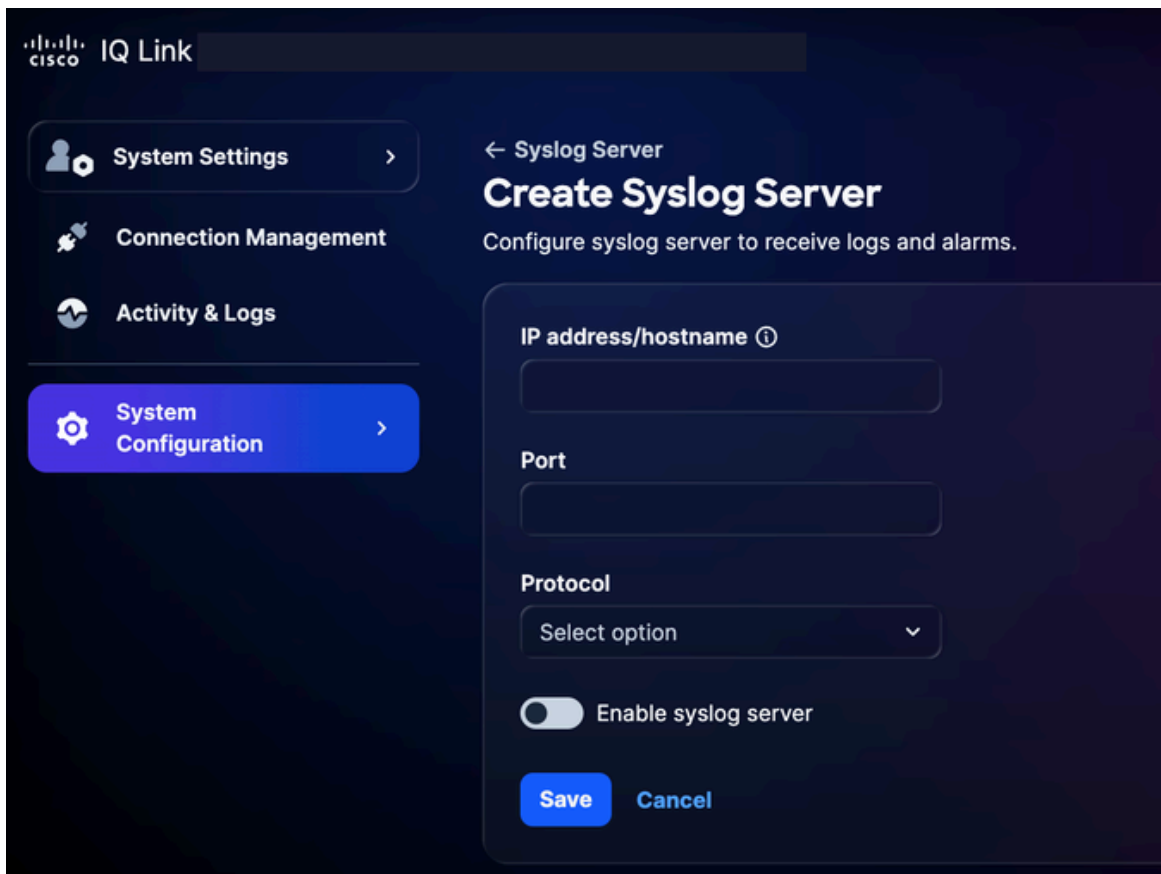 cisco IQ Link
System Settings
Connection Management
Activity & Logs
System
Configuration
← Syslog Server
Create Syslog Server
Configure syslog server to receive logs and alarms.
IP address/hostname
Port
Protocol
Select option
Enable syslog server
Save Cancel